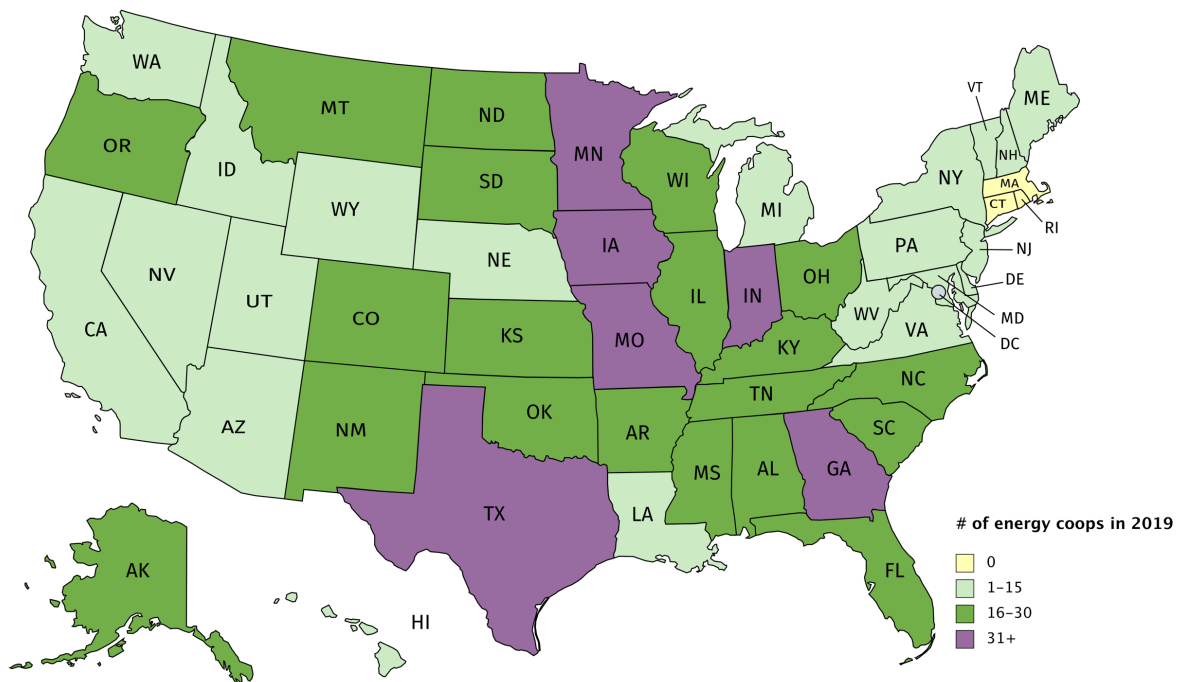 WA
MT
ND
MN
VT
ME
OR
ID
SD
WI
NH
NY
MA
CT
RI
WY
MI
NV
UT
NE
IA
PA
NJ
CA
CO
KS
MO
IL
IN
OH
WV
VA
DE
MD
DC
KY
AZ
NM
OK
AR
TN
NC
SC
TX
LA
MS
AL
GA
FL
AK
HI
# of energy coops in 2019
0
1–15
16–30
31+